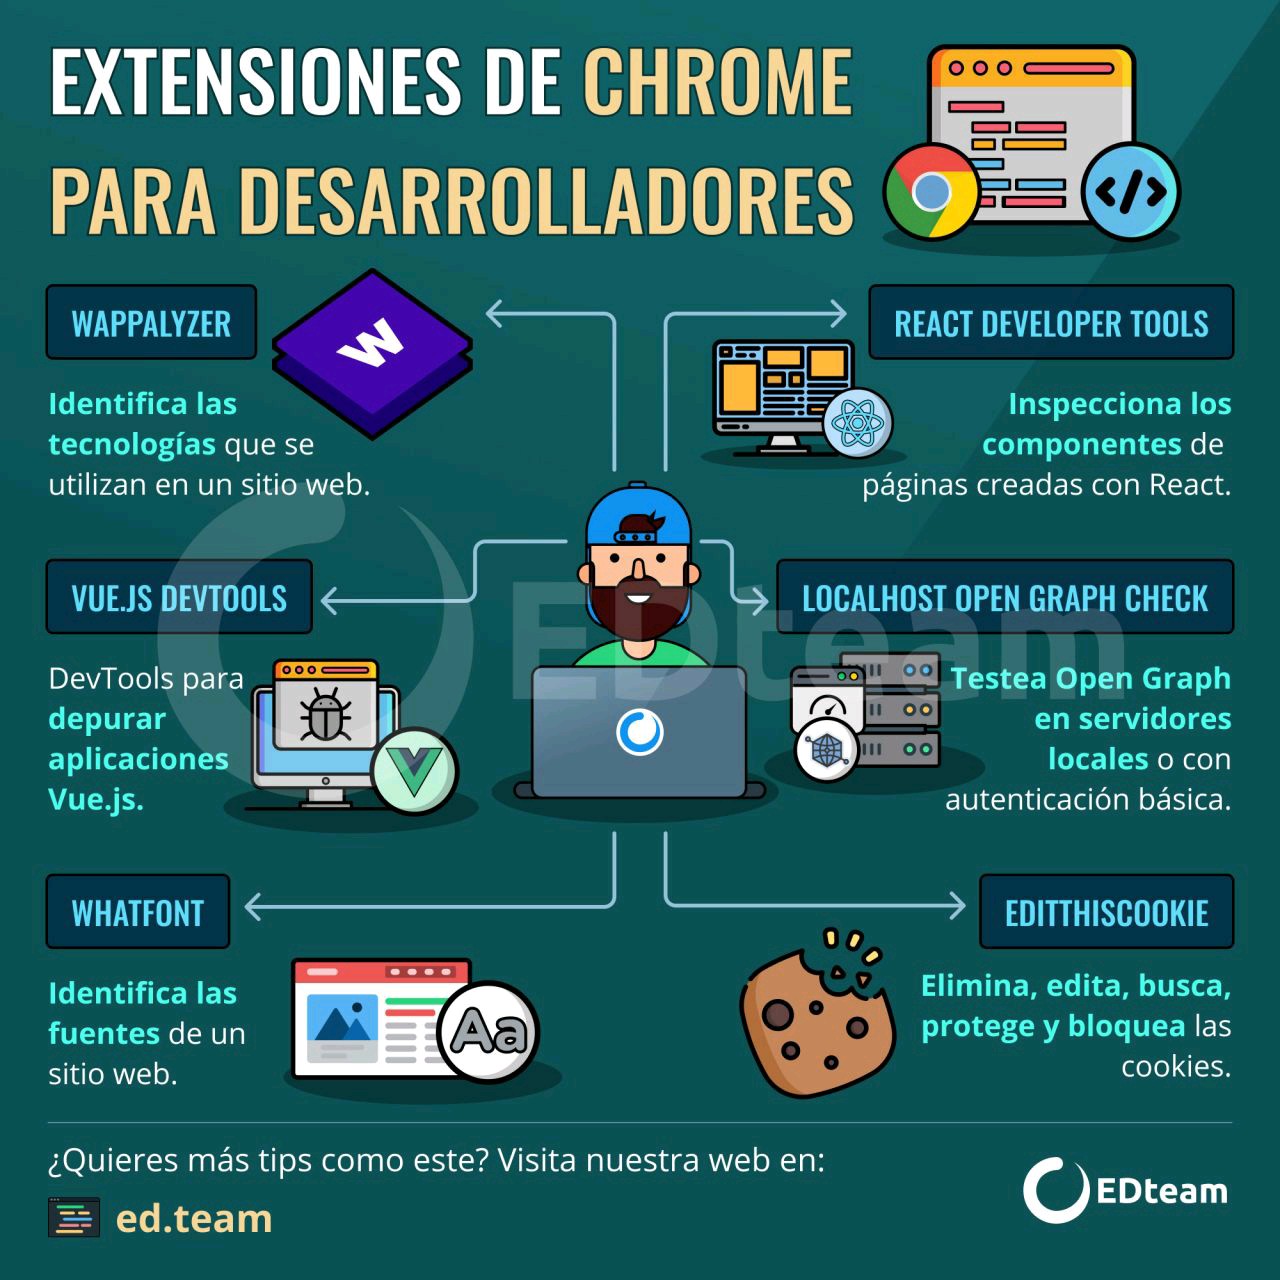 EXTENSIONES DE CHROME
PARA DESARROLLADORES
WAPPALYZER
W
Identifica las
tecnologías que se
utilizan en un sitio web.
REACT DEVELOPER TOOLS
Inspecciona los
componentes de
páginas creadas con React.
VUE.JS DEVTOOLS
DevTools para
depurar
aplicaciones
Vue.js.
LOCALHOST OPEN GRAPH CHECK
Testea Open Graph
en servidores
locales o con
autenticación básica.
EDteam
WHATFONT
Identifica las
fuentes de un
sitio web.
Aa
EDITTHISCOOKIE
Elimina, edita, busca,
protege y bloquea las
cookies.
¿Quieres más tips como este? Visita nuestra web en:
ed.team
EDteam